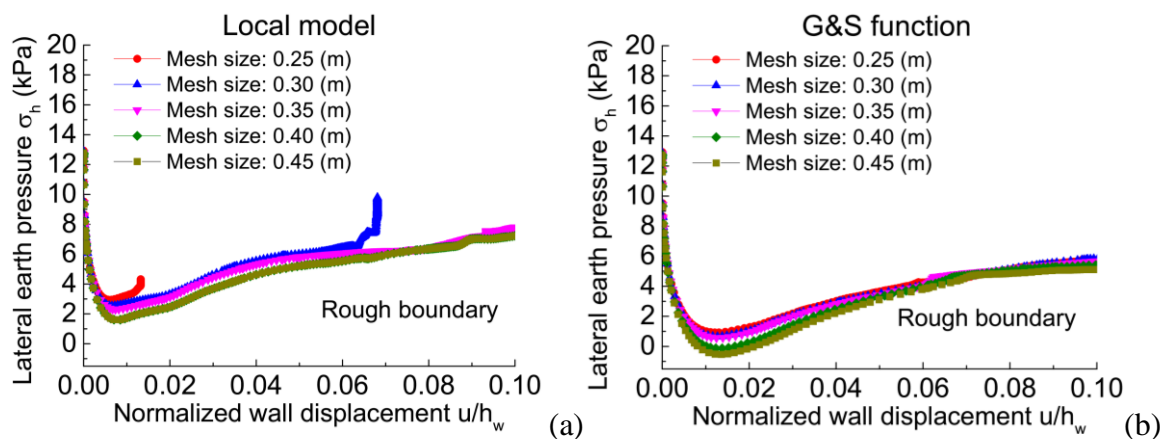 Local model
20
18
16
14
12
10
8
6
4
2
0
Lateral earth pressure σh (kPa)
Mesh size: 0.25 (m)
Mesh size: 0.30 (m)
Mesh size: 0.35 (m)
Mesh size: 0.40 (m)
Mesh size: 0.45 (m)
Rough boundary
0.00 0.02 0.04 0.06 0.08 0.10
Normalized wall displacement u/hw
(a)
G&S function
20
18
16
14
12
10
8
6
4
2
0
Lateral earth pressure σh (kPa)
Mesh size: 0.25 (m)
Mesh size: 0.30 (m)
Mesh size: 0.35 (m)
Mesh size: 0.40 (m)
Mesh size: 0.45 (m)
Rough boundary
0.00 0.02 0.04 0.06 0.08 0.10
Normalized wall displacement u/hw
(b)